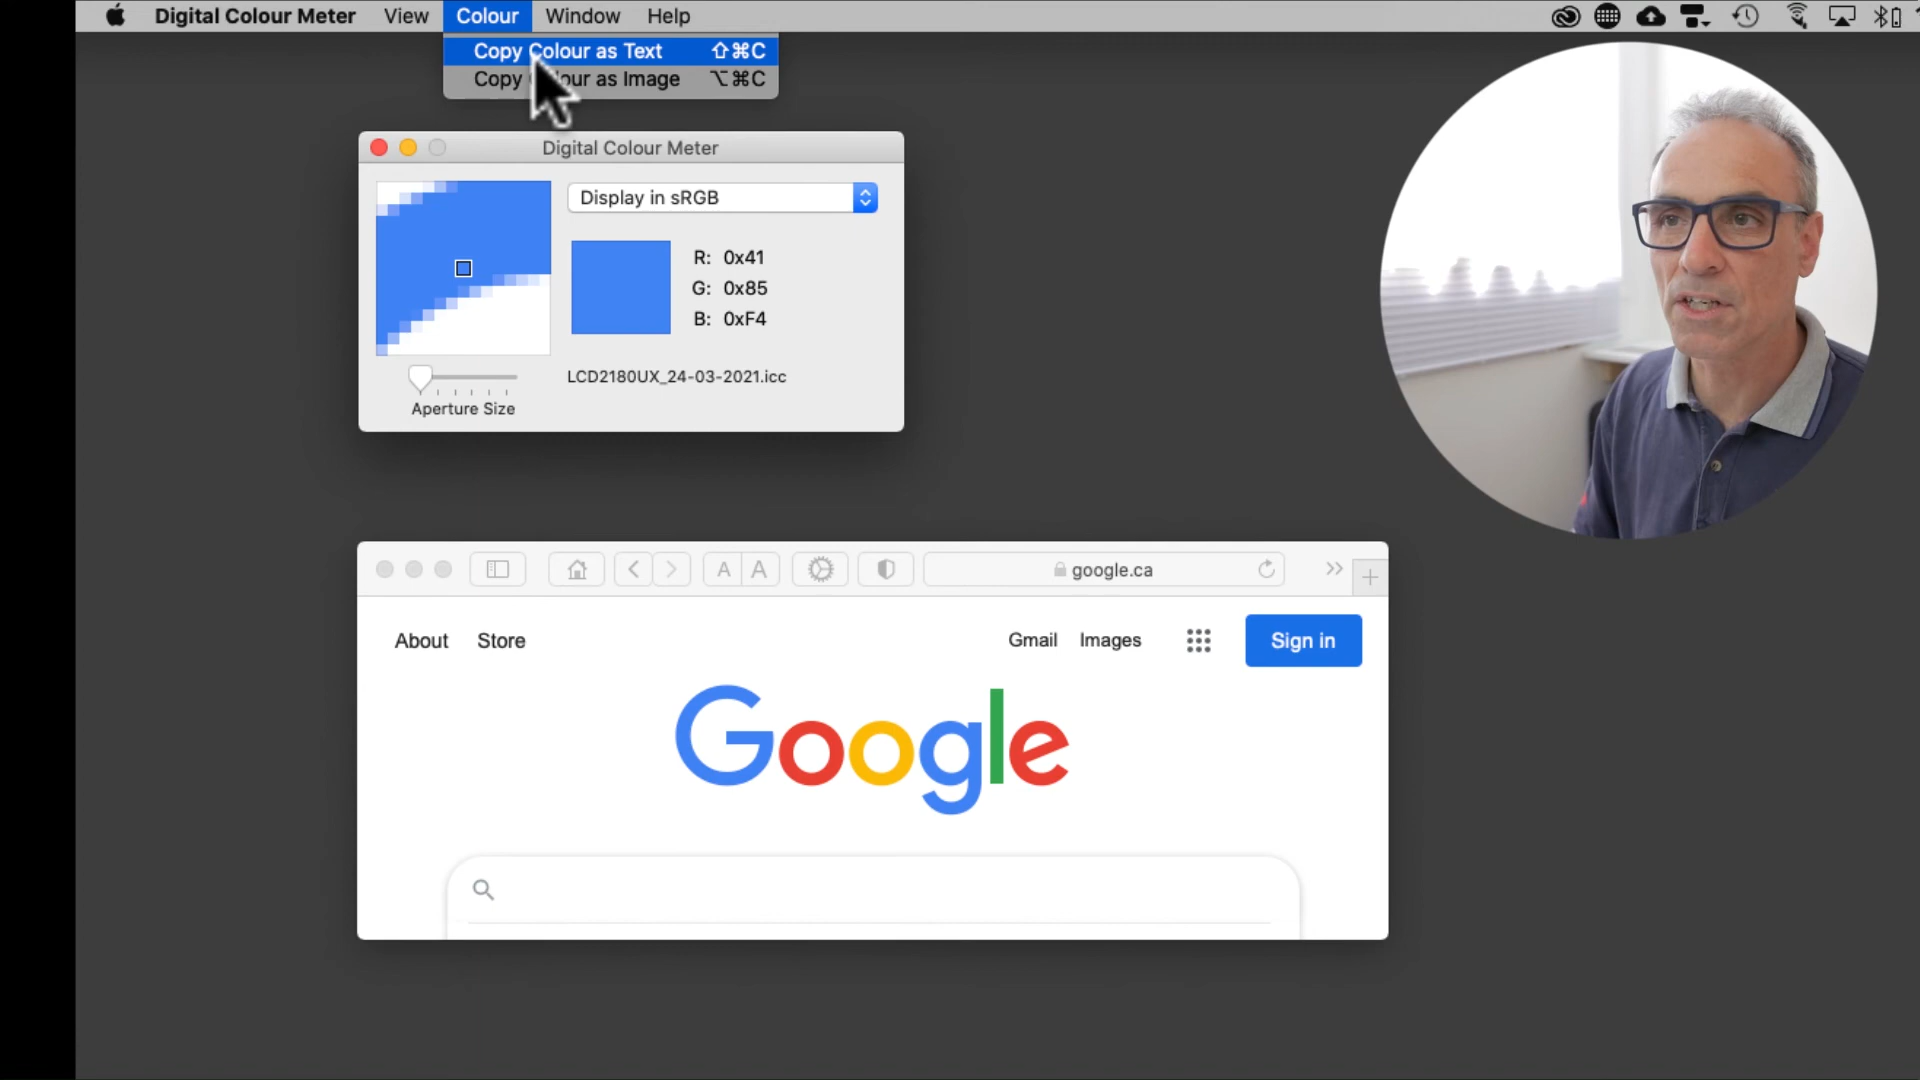 Digital Colour Meter View Colour Window Help
Copy Colour as Text ⇧⌘C
Copy Colour as Image ⌥⌘C
Digital Colour Meter
Display in sRGB
R: 0x41
G: 0x85
B: 0xF4
LCD2180UX_24-03-2021.icc
Aperture Size
A A google.ca
About Store Gmail Images Sign in
Google